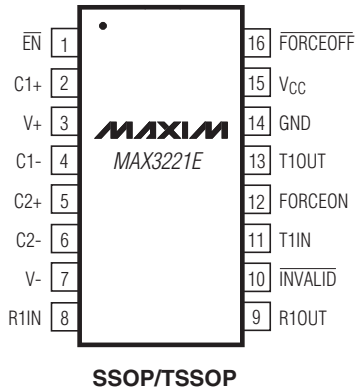 EN 1 16 FORCEOFF
C1+ 2 15 VCC
V+ 3 MAXIM 14 GND
C1- 4 MAX3221E 13 T1OUT
C2+ 5 12 FORCEON
C2- 6 11 T1IN
V- 7 10 INVALID
R1IN 8 9 R1OUT
SSOP/TSSOP